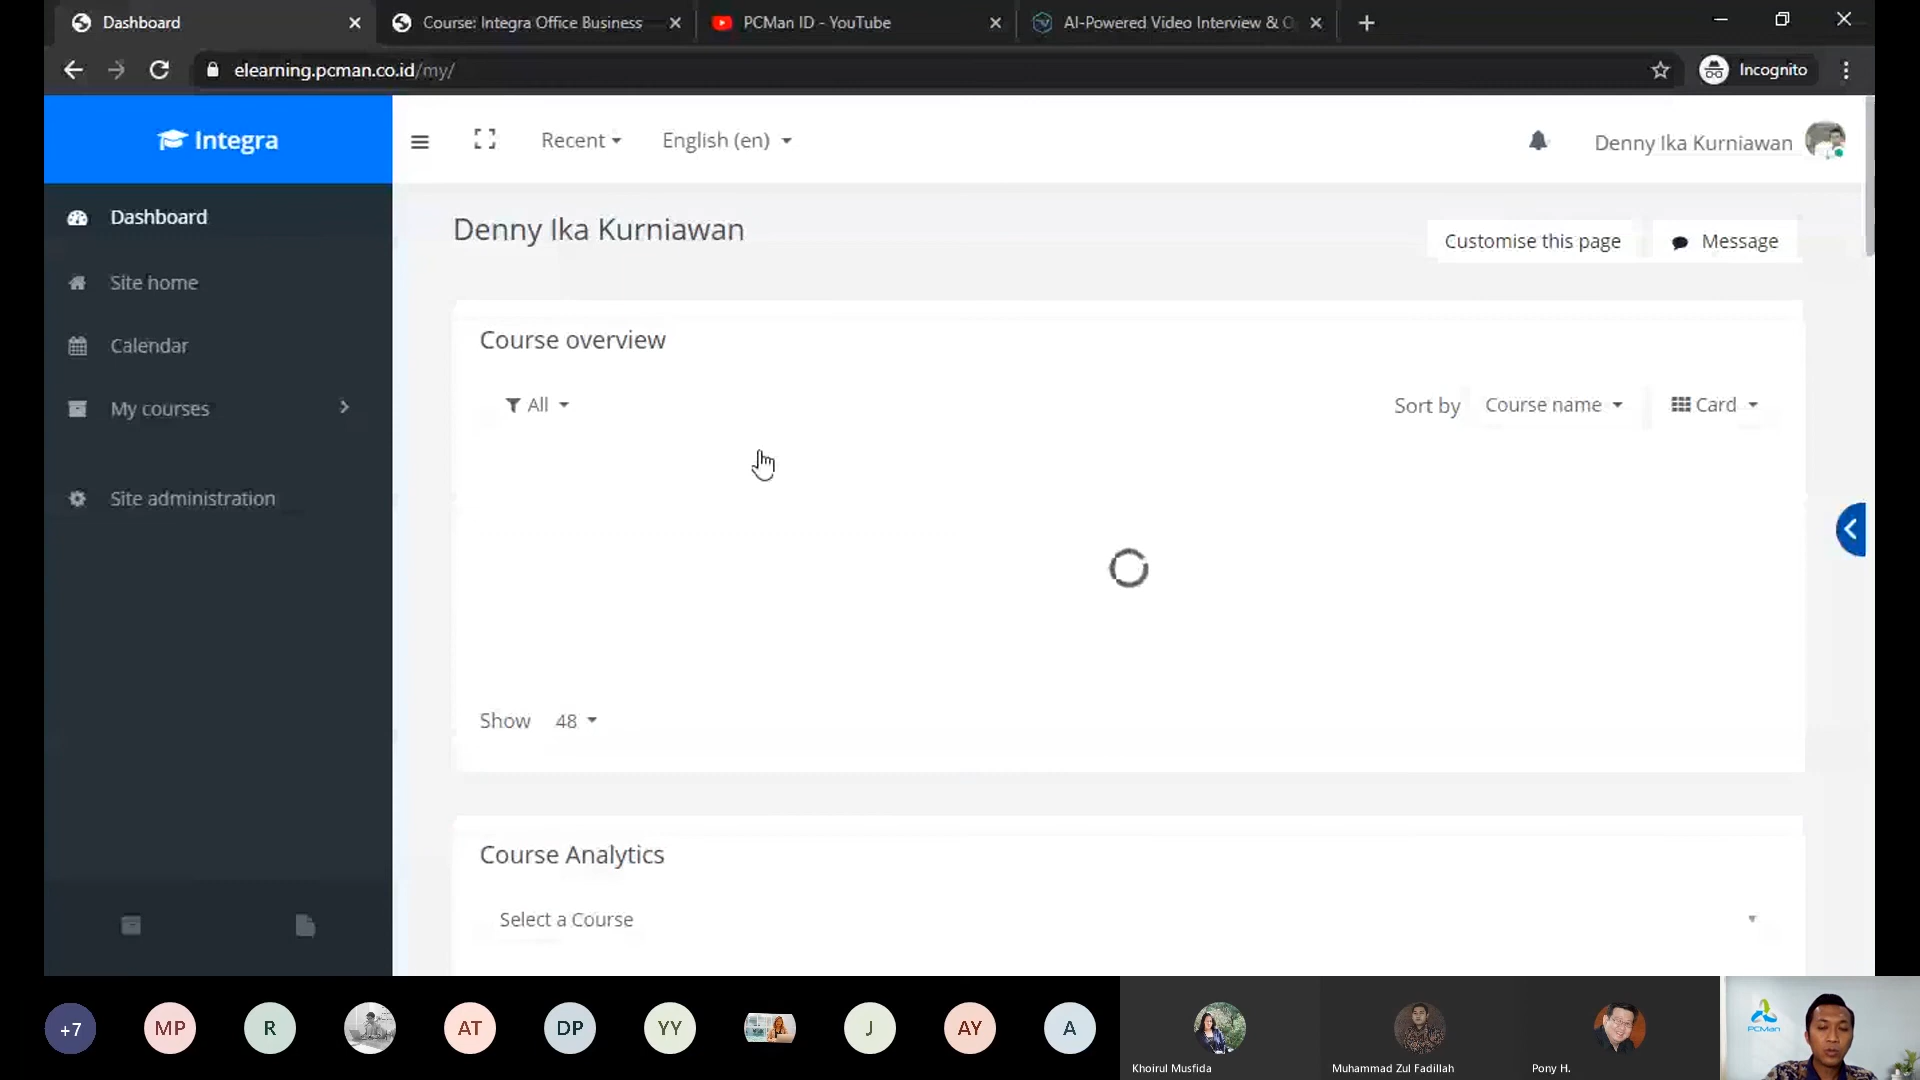 Dashboard
Course: Integra Office Business
PCMan ID - YouTube
AI-Powered Video Interview & O
elearning.pcman.co.id/my/
Incognito
Integra
Recent
English (en)
Denny Ika Kurniawan
Dashboard
Site home
Calendar
My courses
Site administration
Denny Ika Kurniawan
Customise this page
Message
Course overview
All
Sort by
Course name
Card
Show
48
Course Analytics
Select a Course
+7
MP
R
AT
DP
YY
J
AY
A
Khoirul Musfida
Muhammad Zul Fadillah
Pony H.
PCMan